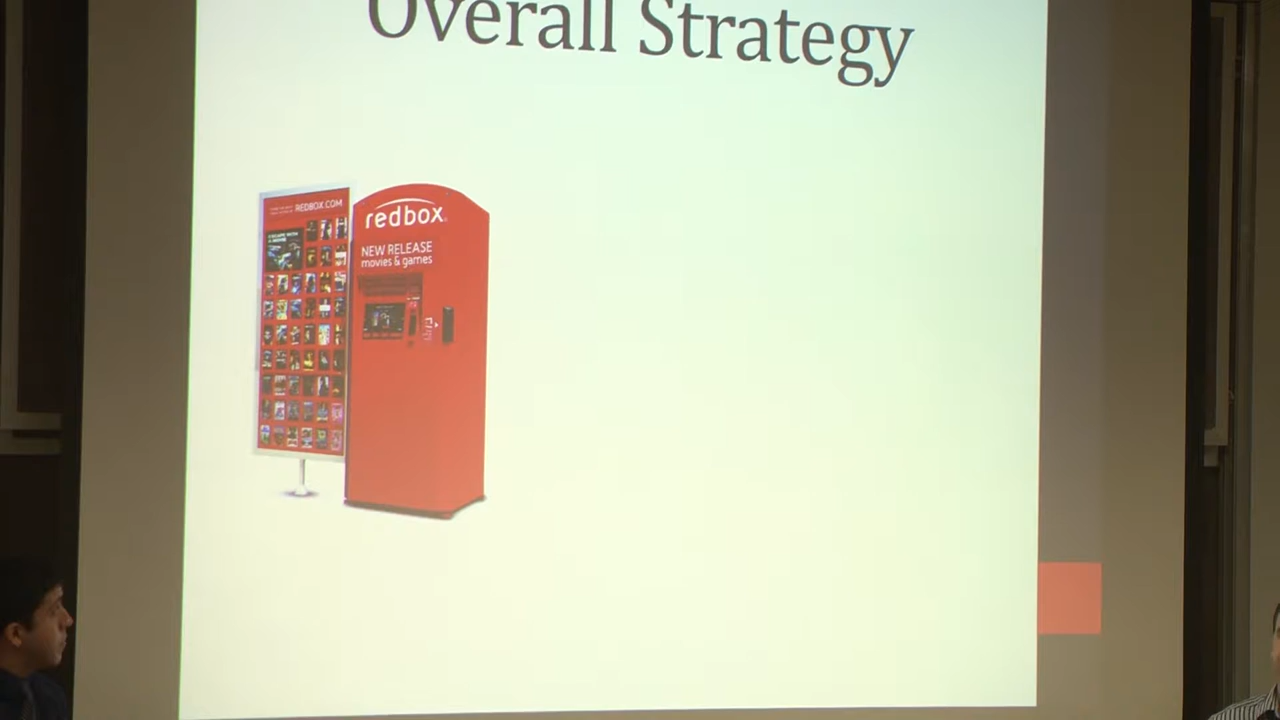 Overall Strategy
REDBOX.COM
redbox.
NEW RELEASE
movies & games